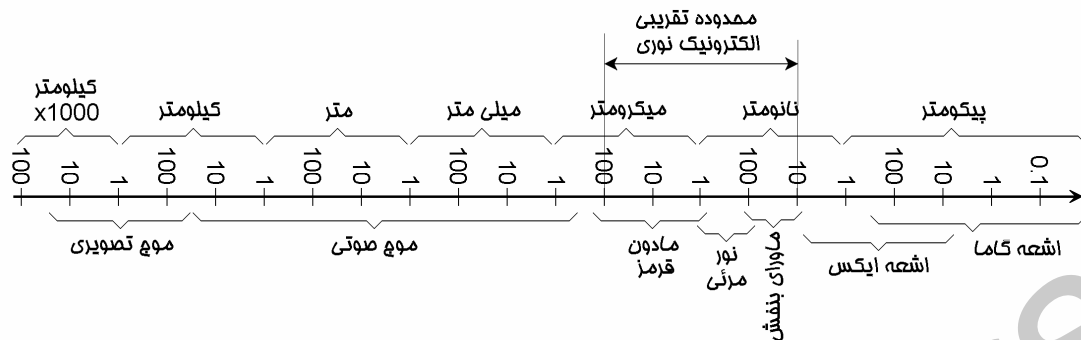 محدوده تقریبی
الکترونیک نوری
کیلومتر
x1000
کیلومتر
متر
میلی متر
میکرومتر
نانومتر
پیکومتر
100 10 1 100 10 1 100 10 1 100 10 1 100 10 1 100 10 1 100 10 1 0.1
موج تصویری
موج صوتی
مادون
قرمز
نور
مرئی
ماورای بنفش
اشعه ایکس
اشعه گاما